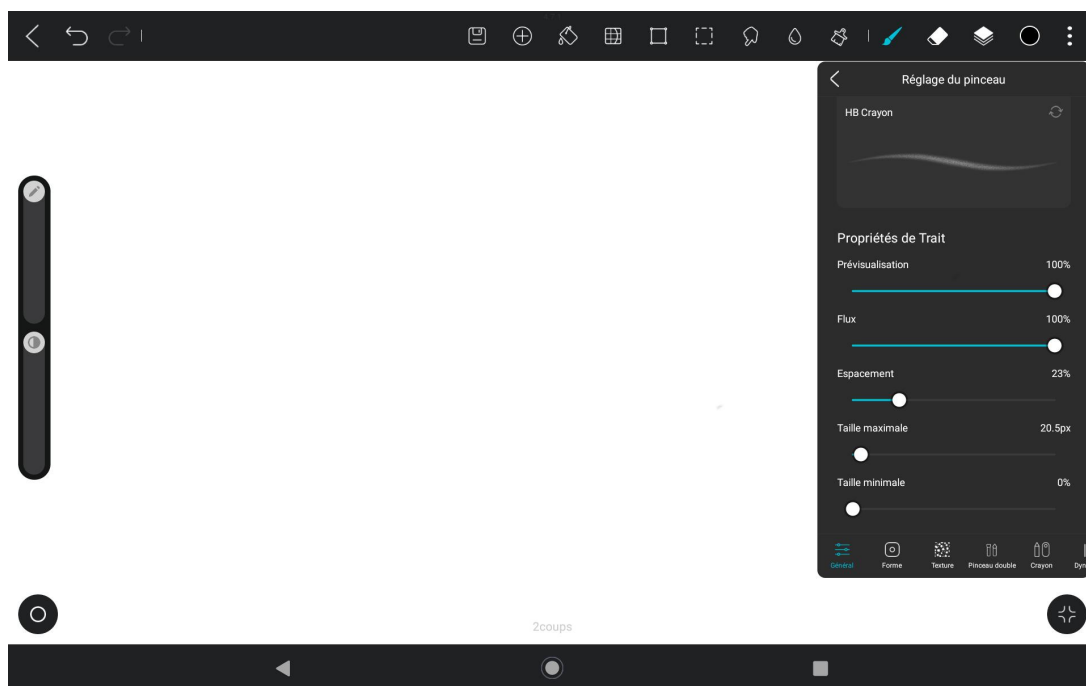 Réglage du pinceau
HB Crayon
Propriétés de Trait
Prévisualisation 100%
Flux 100%
Espacement 23%
Taille maximale 20.5px
Taille minimale 0%
Général Forme Texture Pinceau double Crayon Dyn
2coups